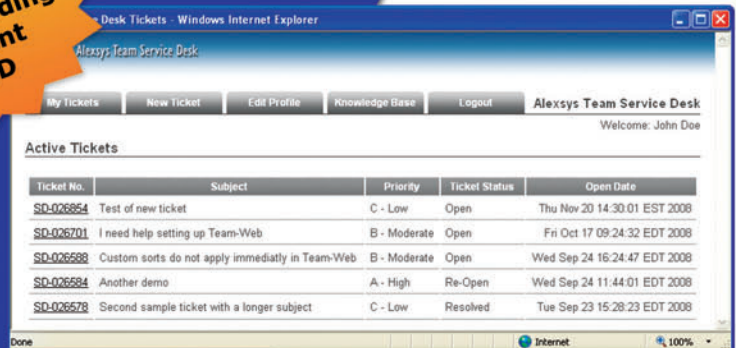 ding
nt
D
Desk Tickets - Windows Internet Explorer
Alexsys Team Service Desk
My Tickets New Ticket Edit Profile Knowledge Base Logout Alexsys Team Service Desk
Welcome: John Doe
Active Tickets
Ticket No. Subject Priority Ticket Status Open Date
SD-026854 Test of new ticket C - Low Open Thu Nov 20 14:30:01 EST 2008
SD-026701 I need help setting up Team-Web B - Moderate Open Fri Oct 17 09:24:32 EDT 2008
SD-026588 Custom sorts do not apply immediatly in Team-Web B - Moderate Open Wed Sep 24 16:24:47 EDT 2008
SD-026584 Another demo A - High Re-Open Wed Sep 24 11:44:01 EDT 2008
SD-026578 Second sample ticket with a longer subject C - Low Resolved Tue Sep 23 15:28:23 EDT 2008
Done Internet 100%